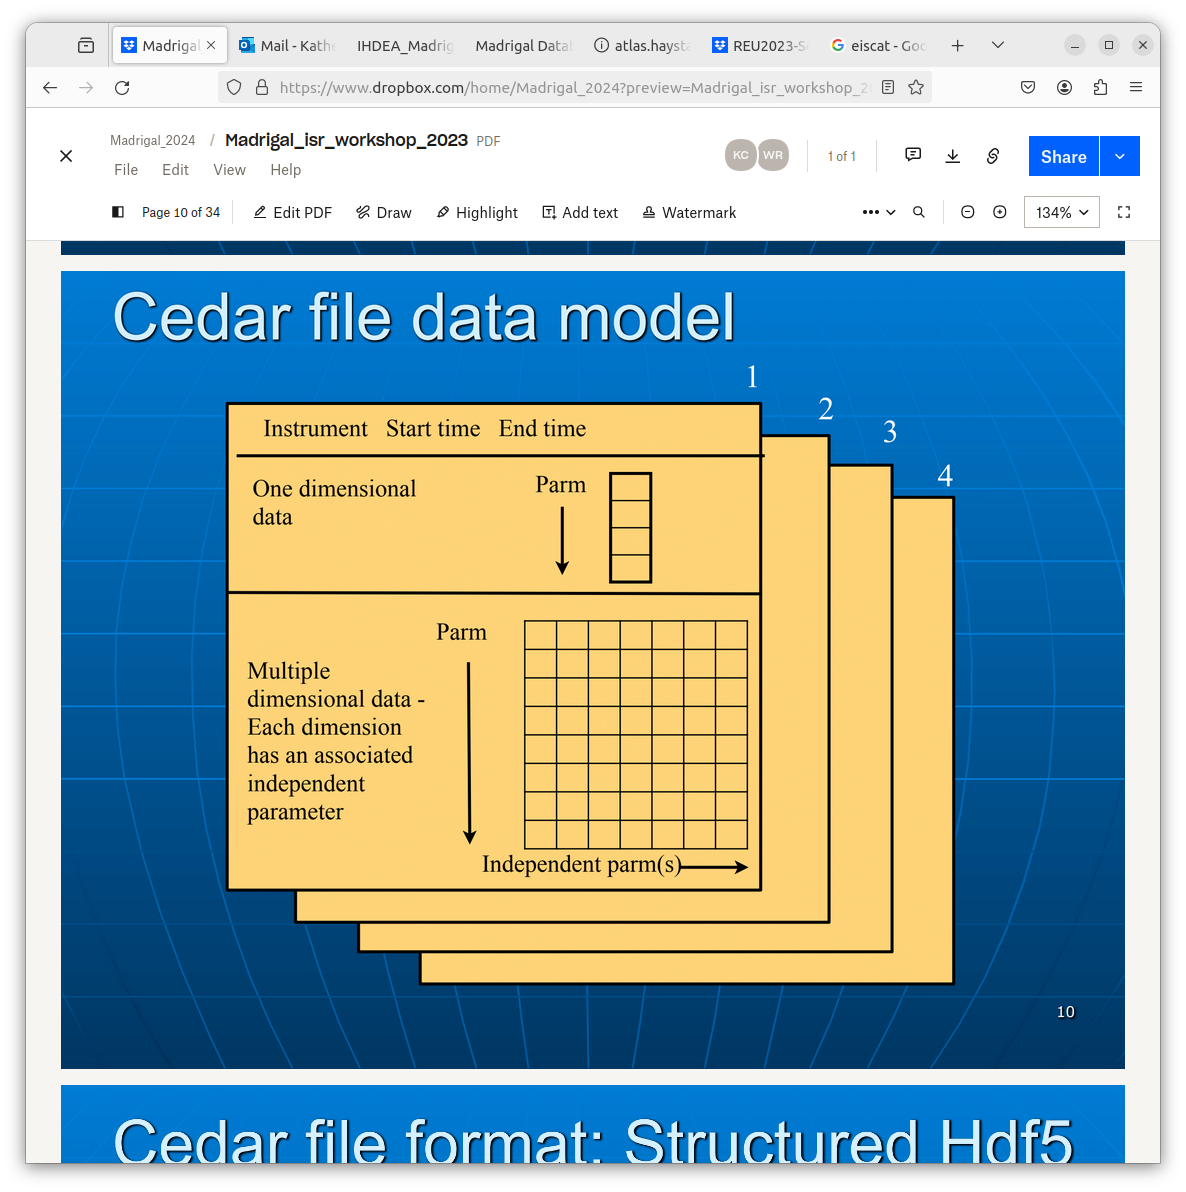 Madrigal
Mail - Kathe
IHDEA_Madrig
Madrigal Datal
atlas.haysta
REU2023-S
eiscat - Goo
https://www.dropbox.com/home/Madrigal_2024?preview=Madrigal_isr_workshop_2
Madrigal_2024 / Madrigal_isr_workshop_2023 PDF
File Edit View Help
KC WR
1 of 1
Share
Page 10 of 34
Edit PDF
Draw
Highlight
Add text
Watermark
134%
Cedar file data model
1
2
3
4
Instrument Start time End time
One dimensional
data
Parm
Parm
Multiple
dimensional data -
Each dimension
has an associated
independent
parameter
Independent parm(s)
10
Cedar file format: Structured Hdf5